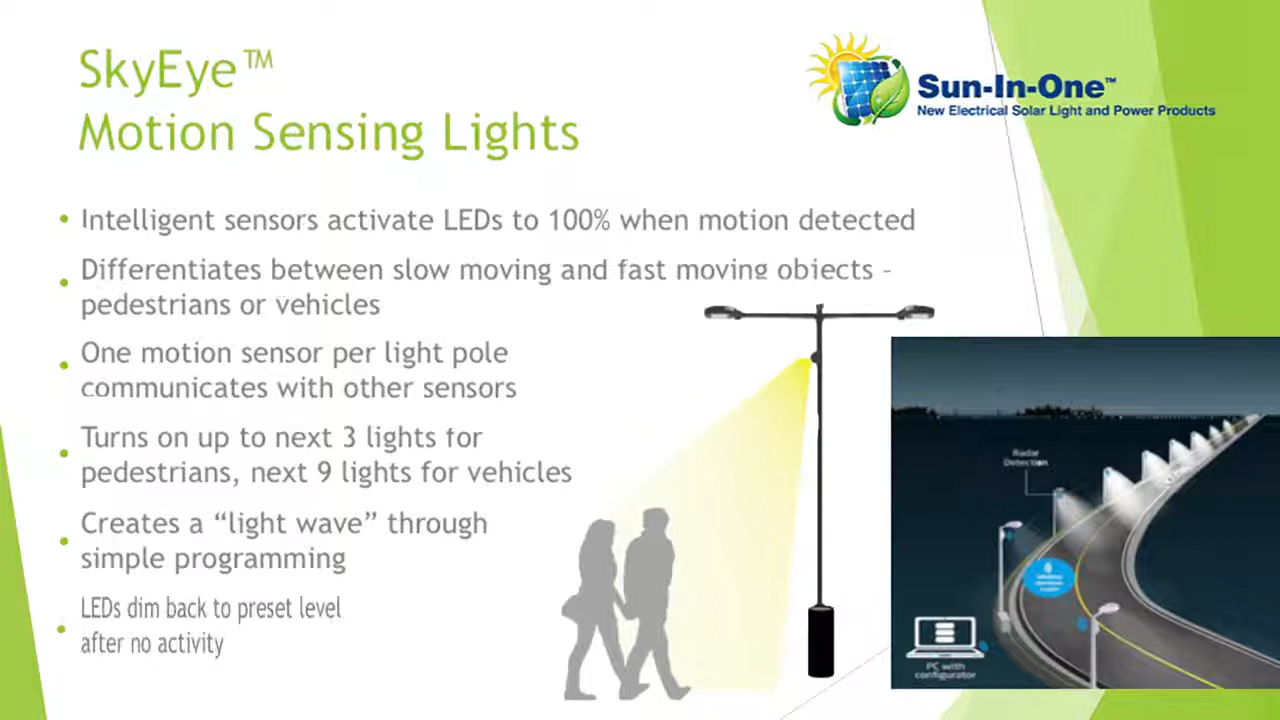 SkyEye™
Motion Sensing Lights
Sun-In-One™
New Electrical Solar Light and Power Products
• Intelligent sensors activate LEDs to 100% when motion detected
• Differentiates between slow moving and fast moving objects –
pedestrians or vehicles
• One motion sensor per light pole
communicates with other sensors
• Turns on up to next 3 lights for
pedestrians, next 9 lights for vehicles
• Creates a “light wave” through
simple programming
• LEDs dim back to preset level
after no activity
Radar
Detection
PC with
configurator